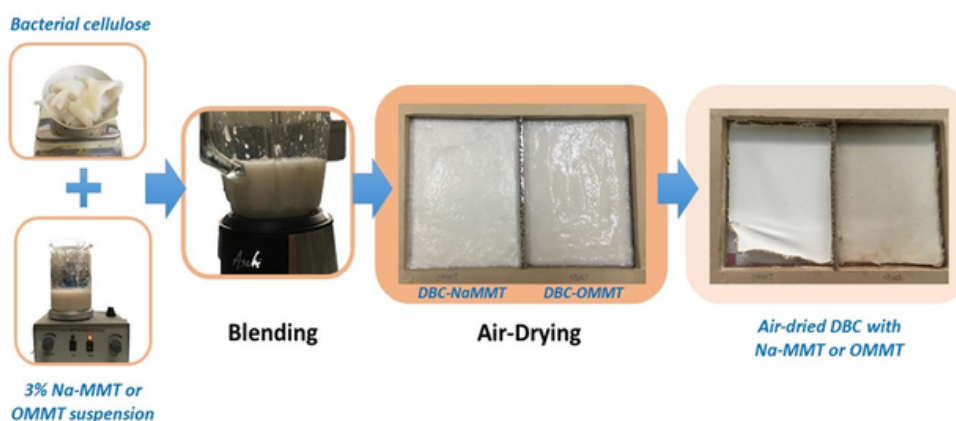 Bacterial cellulose
3% Na-MMT or
OMMT suspension
Blending
DBC-NaMMT
DBC-OMMT
Air-Drying
Air-dried DBC with
Na-MMT or OMMT